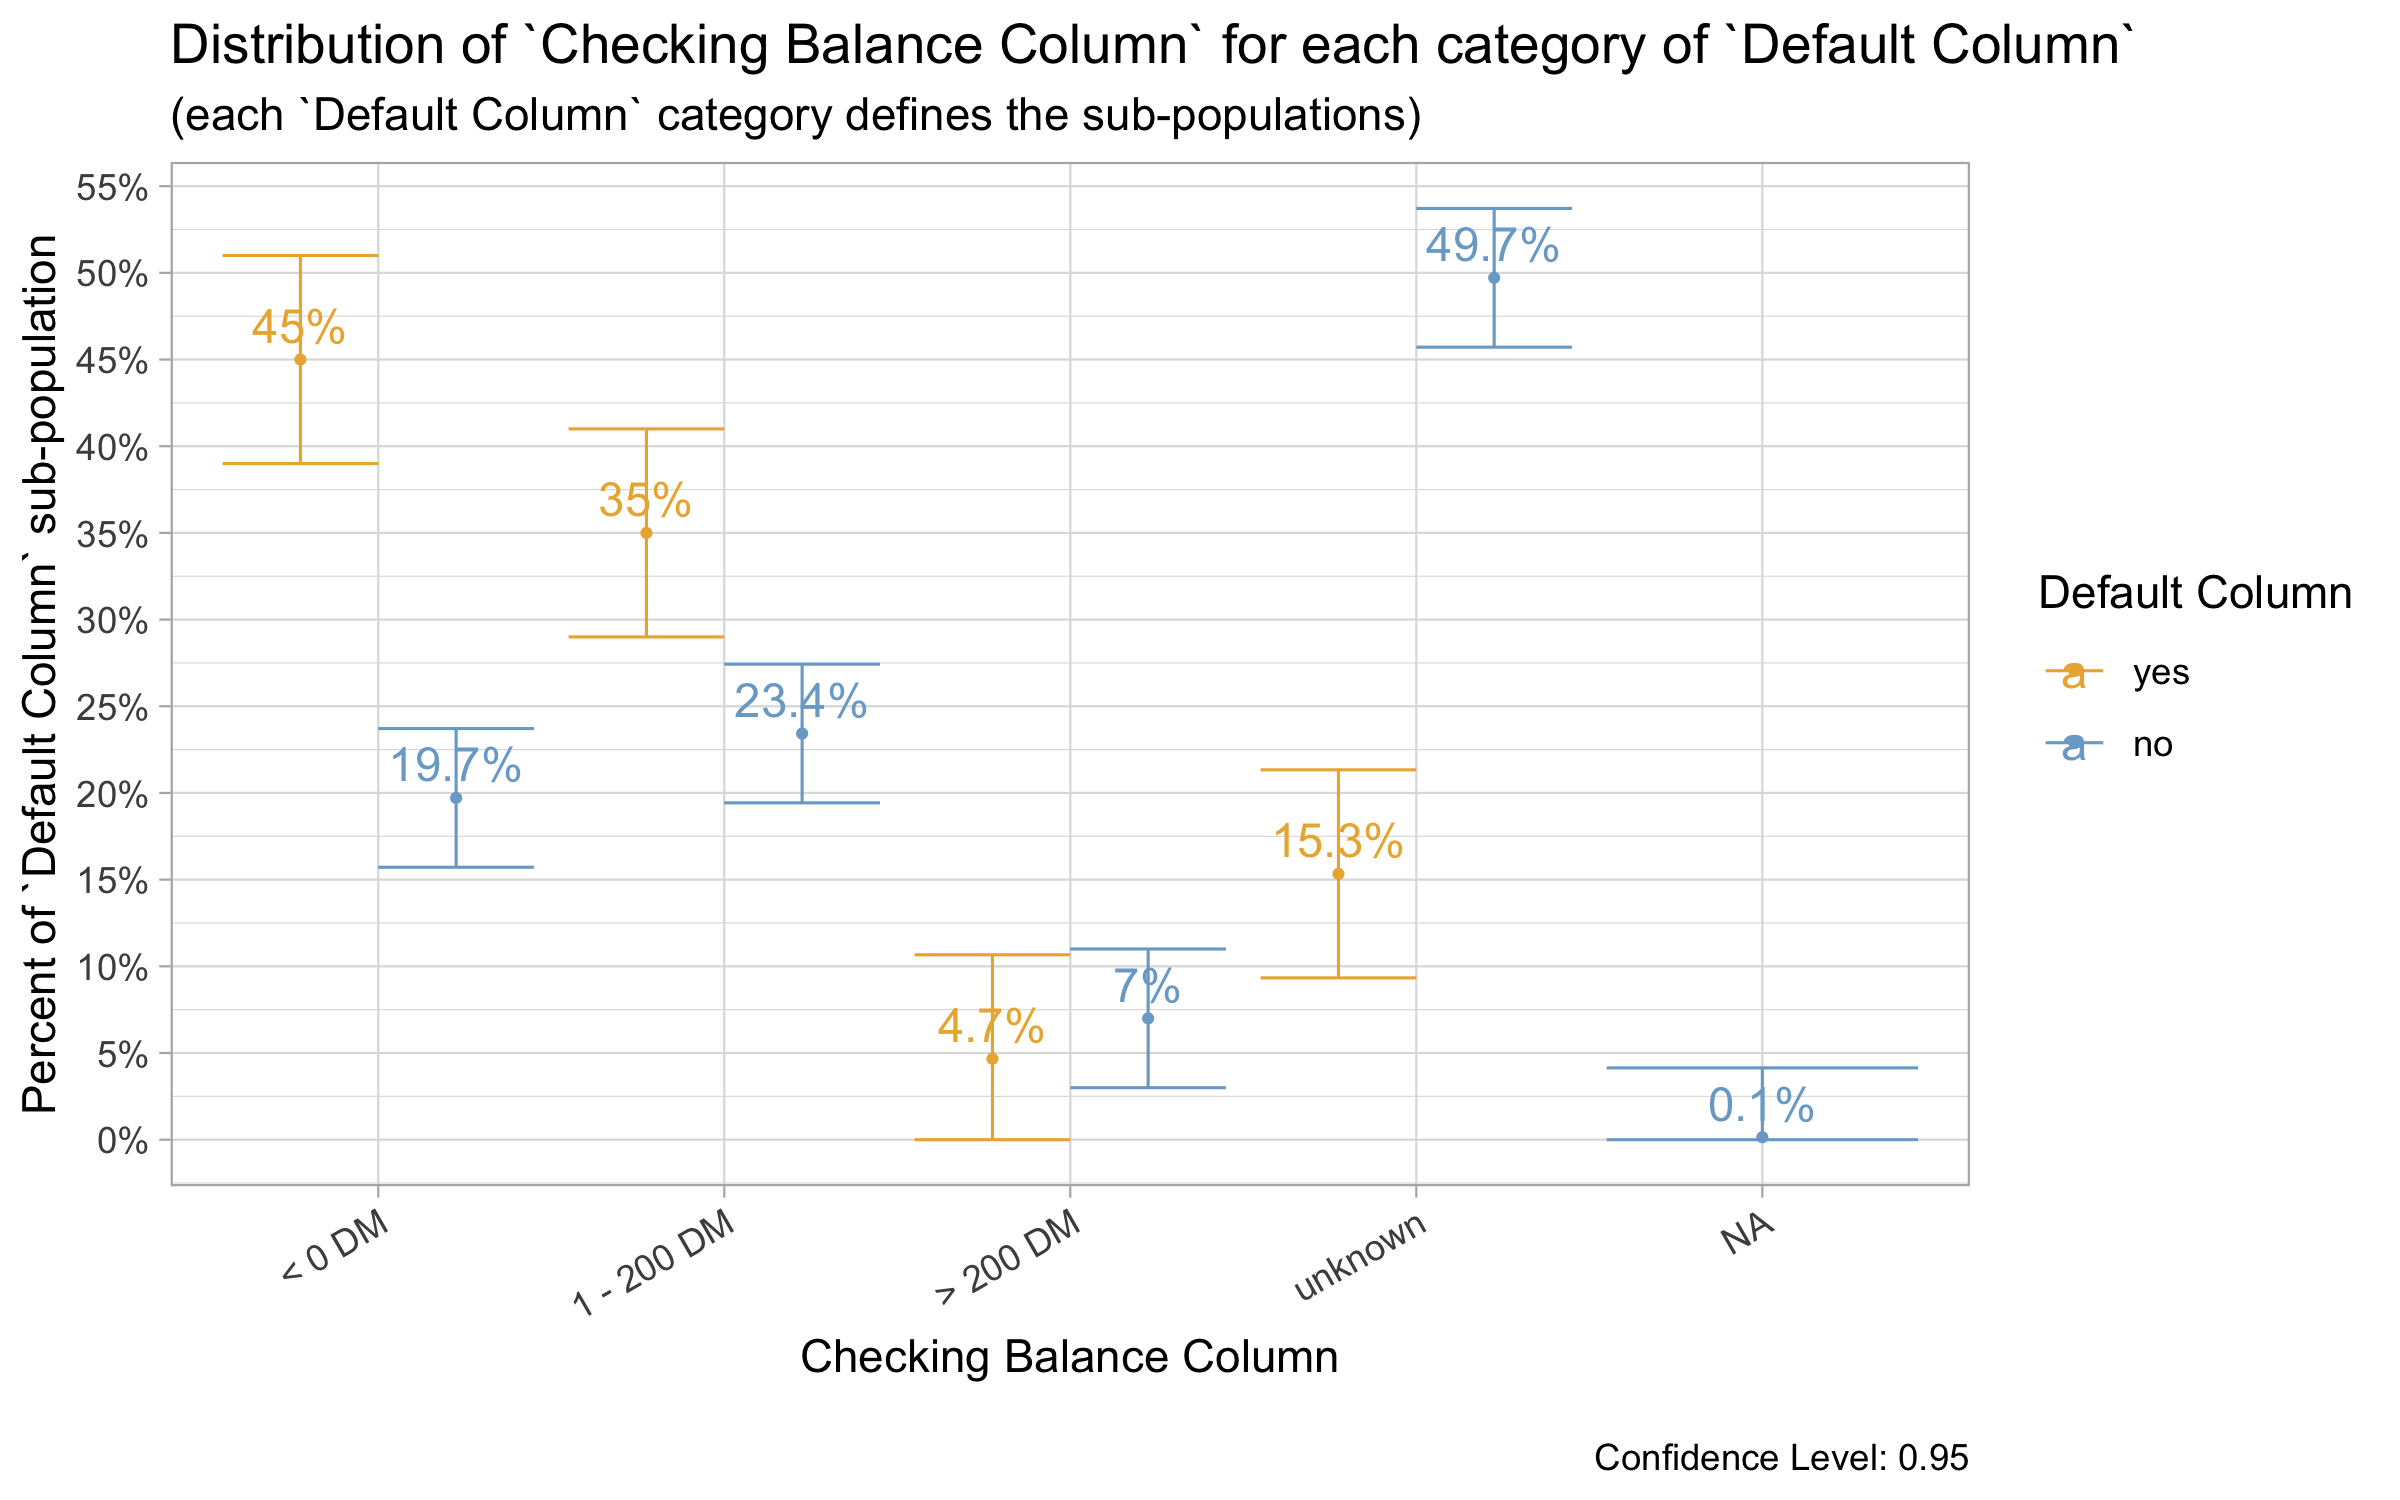 Distribution of `Checking Balance Column` for each category of `Default Column`
(each `Default Column` category defines the sub-populations)
Percent of `Default Column` sub-population
55%
50%
45%
40%
35%
30%
25%
20%
15%
10%
5%
0%
45%
19.7%
35%
23.4%
4.7%
7%
15.3%
49.7%
0.1%
< 0 DM
1 - 200 DM
> 200 DM
unknown
NA
Checking Balance Column
Default Column
a yes
a no
Confidence Level: 0.95